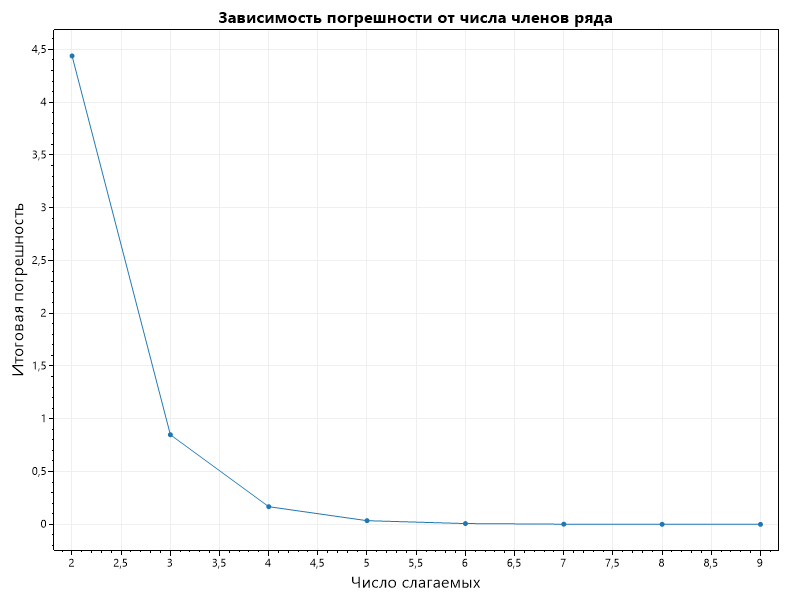 Зависимость погрешности от числа членов ряда
Итоговая погрешность
4,5
4
3,5
3
2,5
2
1,5
1
0,5
0
2 2,5 3 3,5 4 4,5 5 5,5 6 6,5 7 7,5 8 8,5 9
Число слагаемых